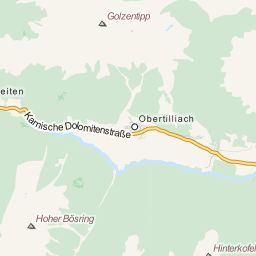 Golzentipp
eiten
Karnische Dolomitenstraße
Obertilliach
Hoher Bösring
Hinterkofel